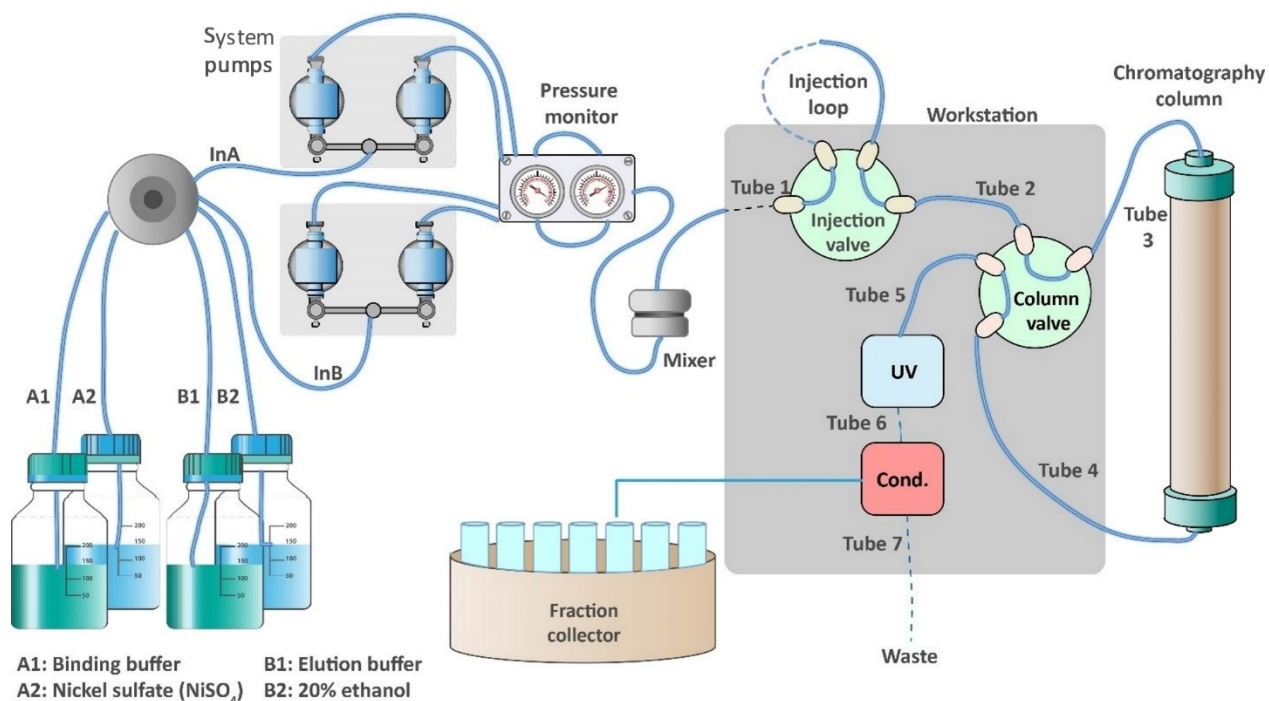 System
pumps
InA
InB
Pressure
monitor
Mixer
Injection
loop
Workstation
Chromatography
column
Tube 1
Injection
valve
Tube 2
Tube
3
Column
valve
Tube 5
UV
Tube 6
Cond.
Tube 4
Tube 7
Waste
Fraction
collector
A1
A2
B1
B2
200
150
100
50
200
150
100
50
200
150
100
50
200
150
100
50
A1: Binding buffer
A2: Nickel sulfate (NiSO₄)
B1: Elution buffer
B2: 20% ethanol